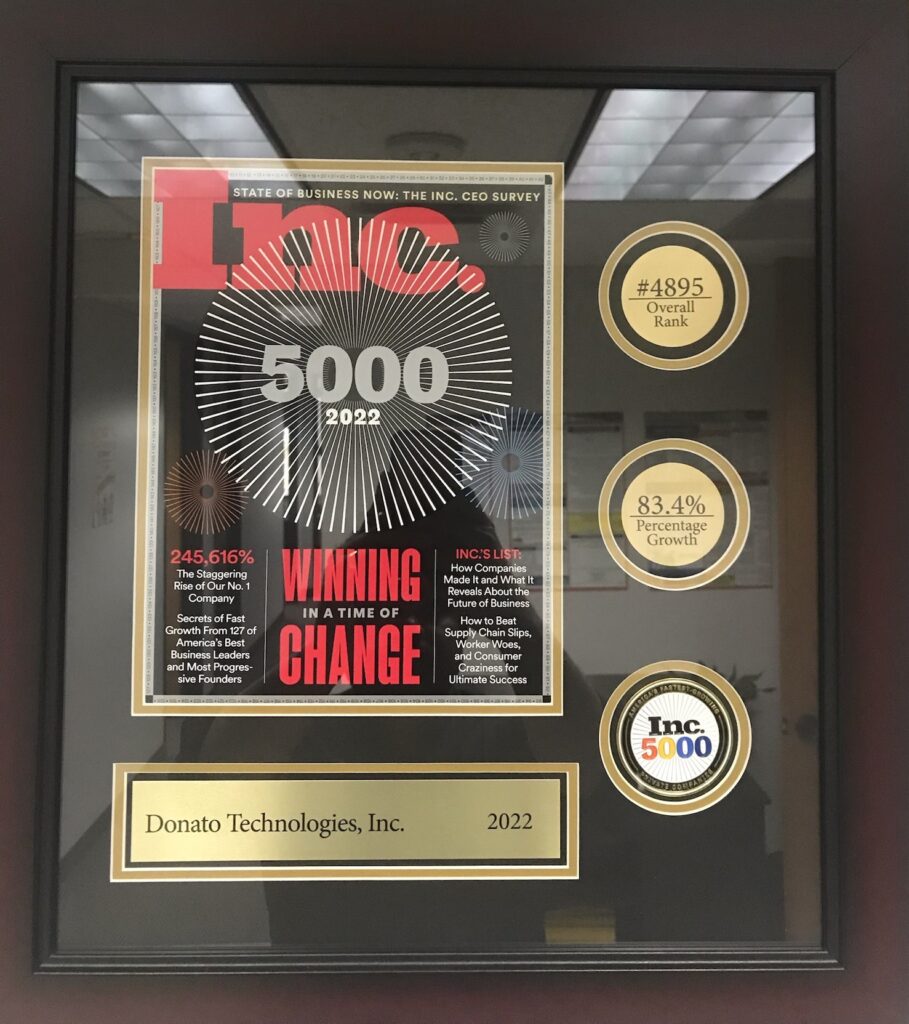 STATE OF BUSINESS NOW: THE INC. CEO SURVEY
Inc.
5000
2022
245,616%
The Staggering
Rise of Our No. 1
Company
Secrets of Fast
Growth From 127 of
America's Best
Business Leaders
and Most Progres-
sive Founders
WINNING
IN A TIME OF
CHANGE
INC.'S LIST:
How Companies
Made It and What It
Reveals About the
Future of Business
How to Beat
Supply Chain Slips,
Worker Woes,
and Consumer
Craziness for
Ultimate Success
#4895
Overall
Rank
83.4%
Percentage
Growth
AMERICA'S FASTEST-GROWING
Inc.
5000
PRIVATE COMPANIES
Donato Technologies, Inc. 2022